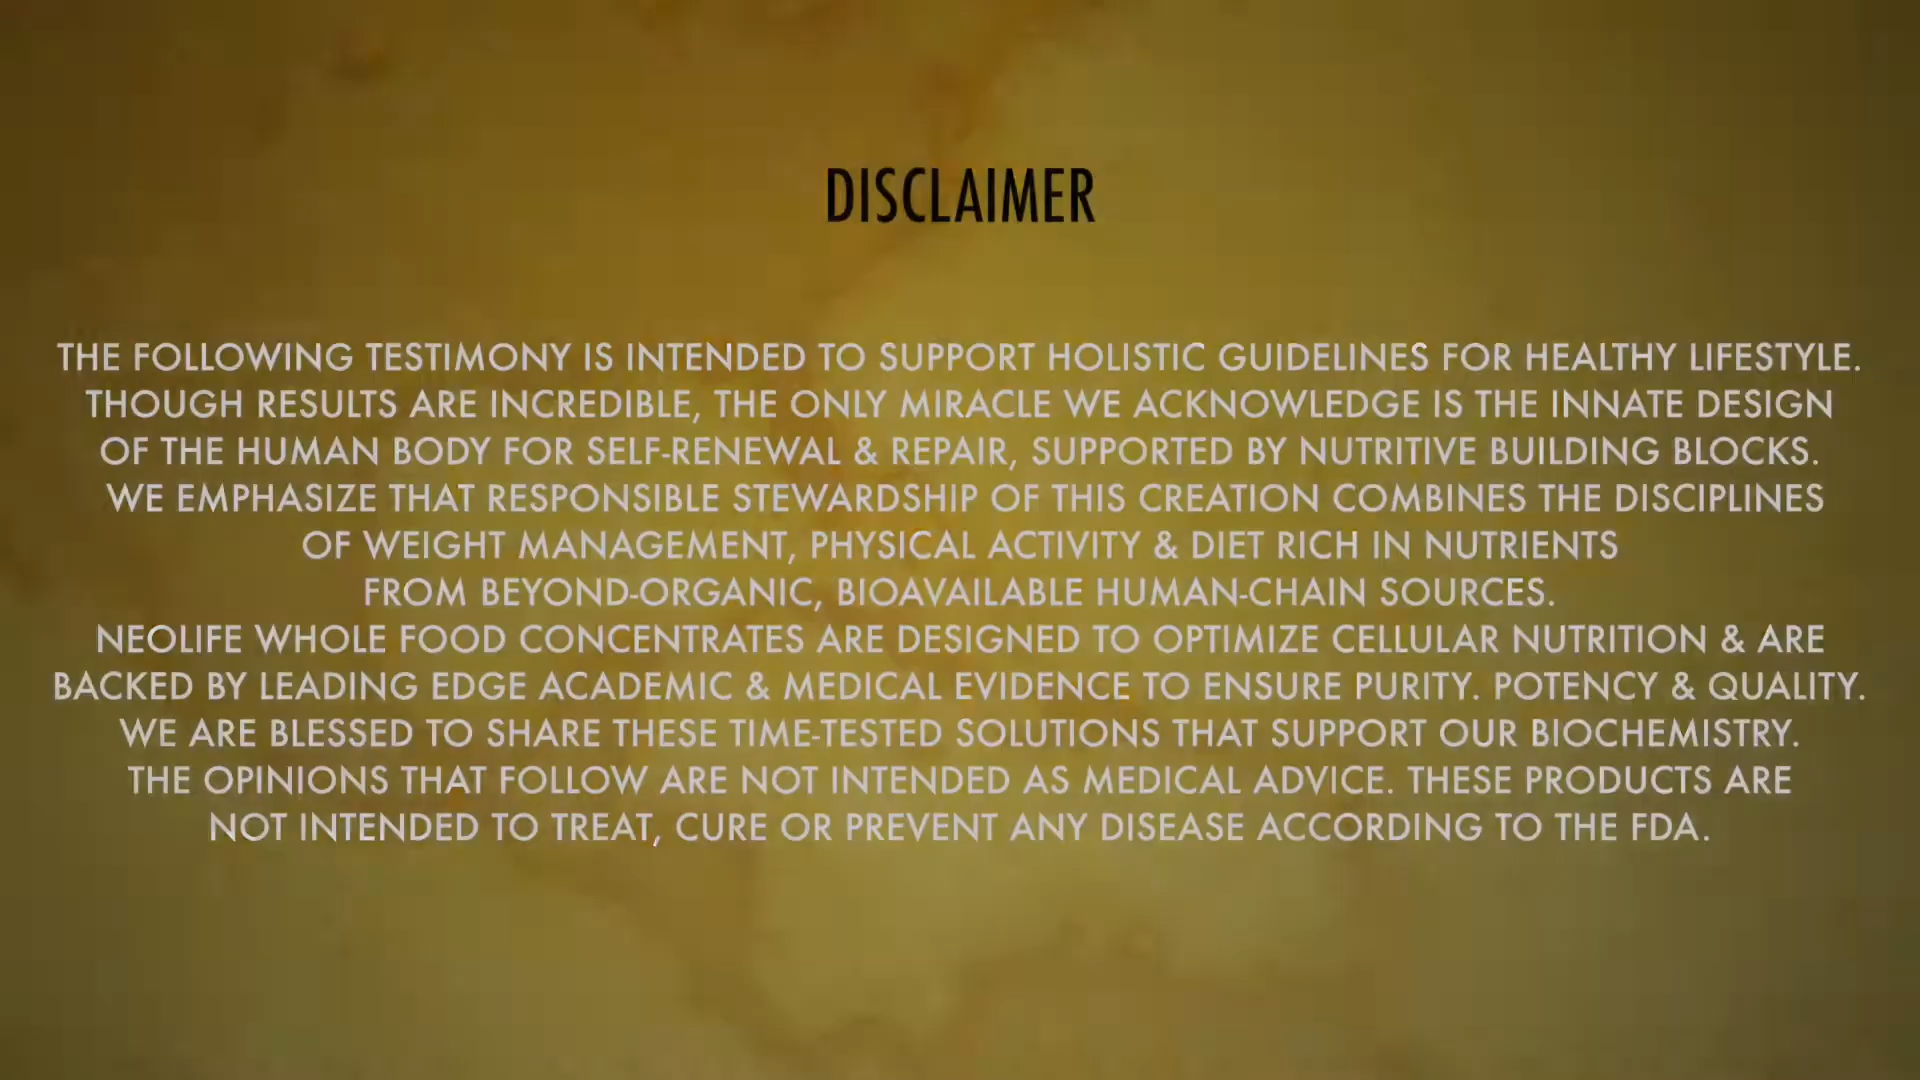 DISCLAIMER
THE FOLLOWING TESTIMONY IS INTENDED TO SUPPORT HOLISTIC GUIDELINES FOR HEALTHY LIFESTYLE.
THOUGH RESULTS ARE INCREDIBLE, THE ONLY MIRACLE WE ACKNOWLEDGE IS THE INNATE DESIGN
OF THE HUMAN BODY FOR SELF-RENEWAL & REPAIR, SUPPORTED BY NUTRITIVE BUILDING BLOCKS.
WE EMPHASIZE THAT RESPONSIBLE STEWARDSHIP OF THIS CREATION COMBINES THE DISCIPLINES
OF WEIGHT MANAGEMENT, PHYSICAL ACTIVITY & DIET RICH IN NUTRIENTS
FROM BEYOND-ORGANIC, BIOAVAILABLE HUMAN-CHAIN SOURCES.
NEOLIFE WHOLE FOOD CONCENTRATES ARE DESIGNED TO OPTIMIZE CELLULAR NUTRITION & ARE
BACKED BY LEADING EDGE ACADEMIC & MEDICAL EVIDENCE TO ENSURE PURITY. POTENCY & QUALITY.
WE ARE BLESSED TO SHARE THESE TIME-TESTED SOLUTIONS THAT SUPPORT OUR BIOCHEMISTRY.
THE OPINIONS THAT FOLLOW ARE NOT INTENDED AS MEDICAL ADVICE. THESE PRODUCTS ARE
NOT INTENDED TO TREAT, CURE OR PREVENT ANY DISEASE ACCORDING TO THE FDA.